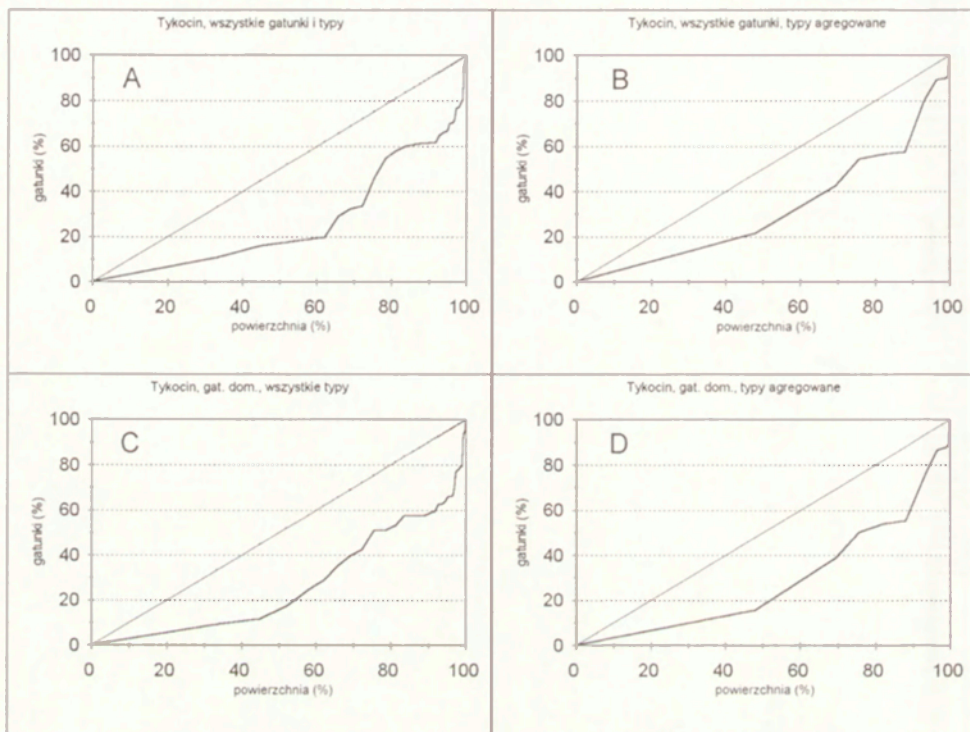 Tykocin, wszystkie gatunki i typy
A
100
80
60
40
20
0
gatunki (%)
0 20 40 60 80 100
powierzchnia (%)
Tykocin, wszystkie gatunki, typy agregowane
B
100
80
60
40
20
0
gatunki (%)
0 20 40 60 80 100
powierzchnia (%)
Tykocin, gat. dom., wszystkie typy
C
100
80
60
40
20
0
gatunki (%)
0 20 40 60 80 100
powierzchnia (%)
Tykocin, gat. dom., typy agregowane
D
100
80
60
40
20
0
gatunki (%)
0 20 40 60 80 100
powierzchnia (%)